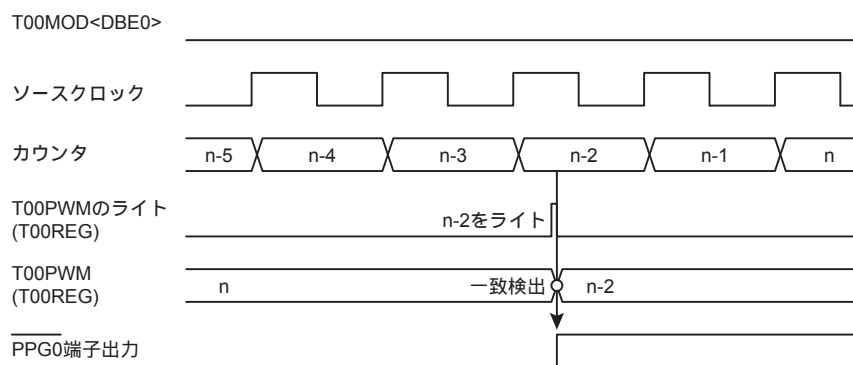 T00MOD<DBE0>
ソースクロック
カウンタ
n-5 n-4 n-3 n-2 n-1 n
T00PWMのライト
(T00REG)
n-2をライト
T00PWM
(T00REG)
n 一致検出 n-2
PPG0端子出力